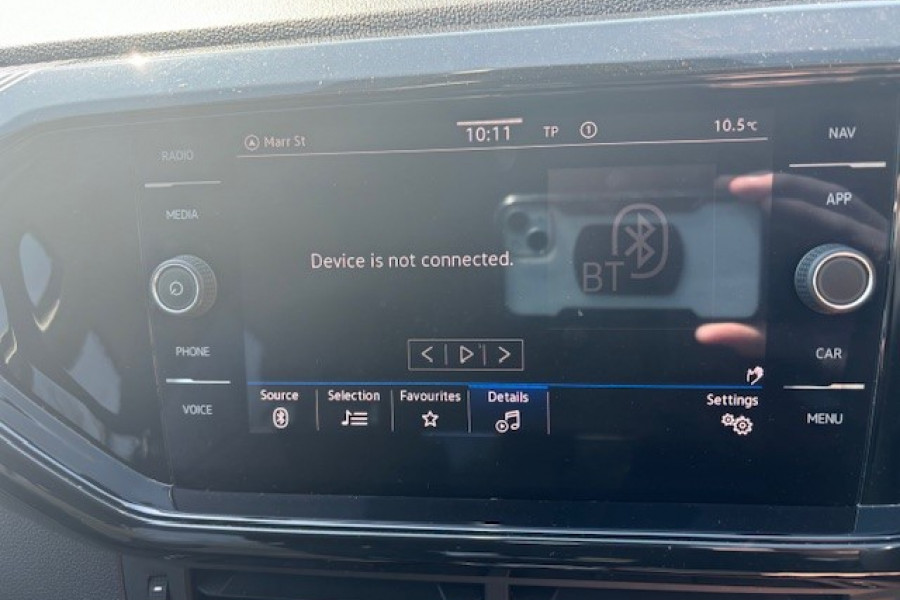 Marr St
10:11
TP
1
10.5°C
RADIO
MEDIA
PHONE
VOICE
Device is not connected.
BT
Source
Selection
Favourites
Details
Settings
NAV
APP
CAR
MENU